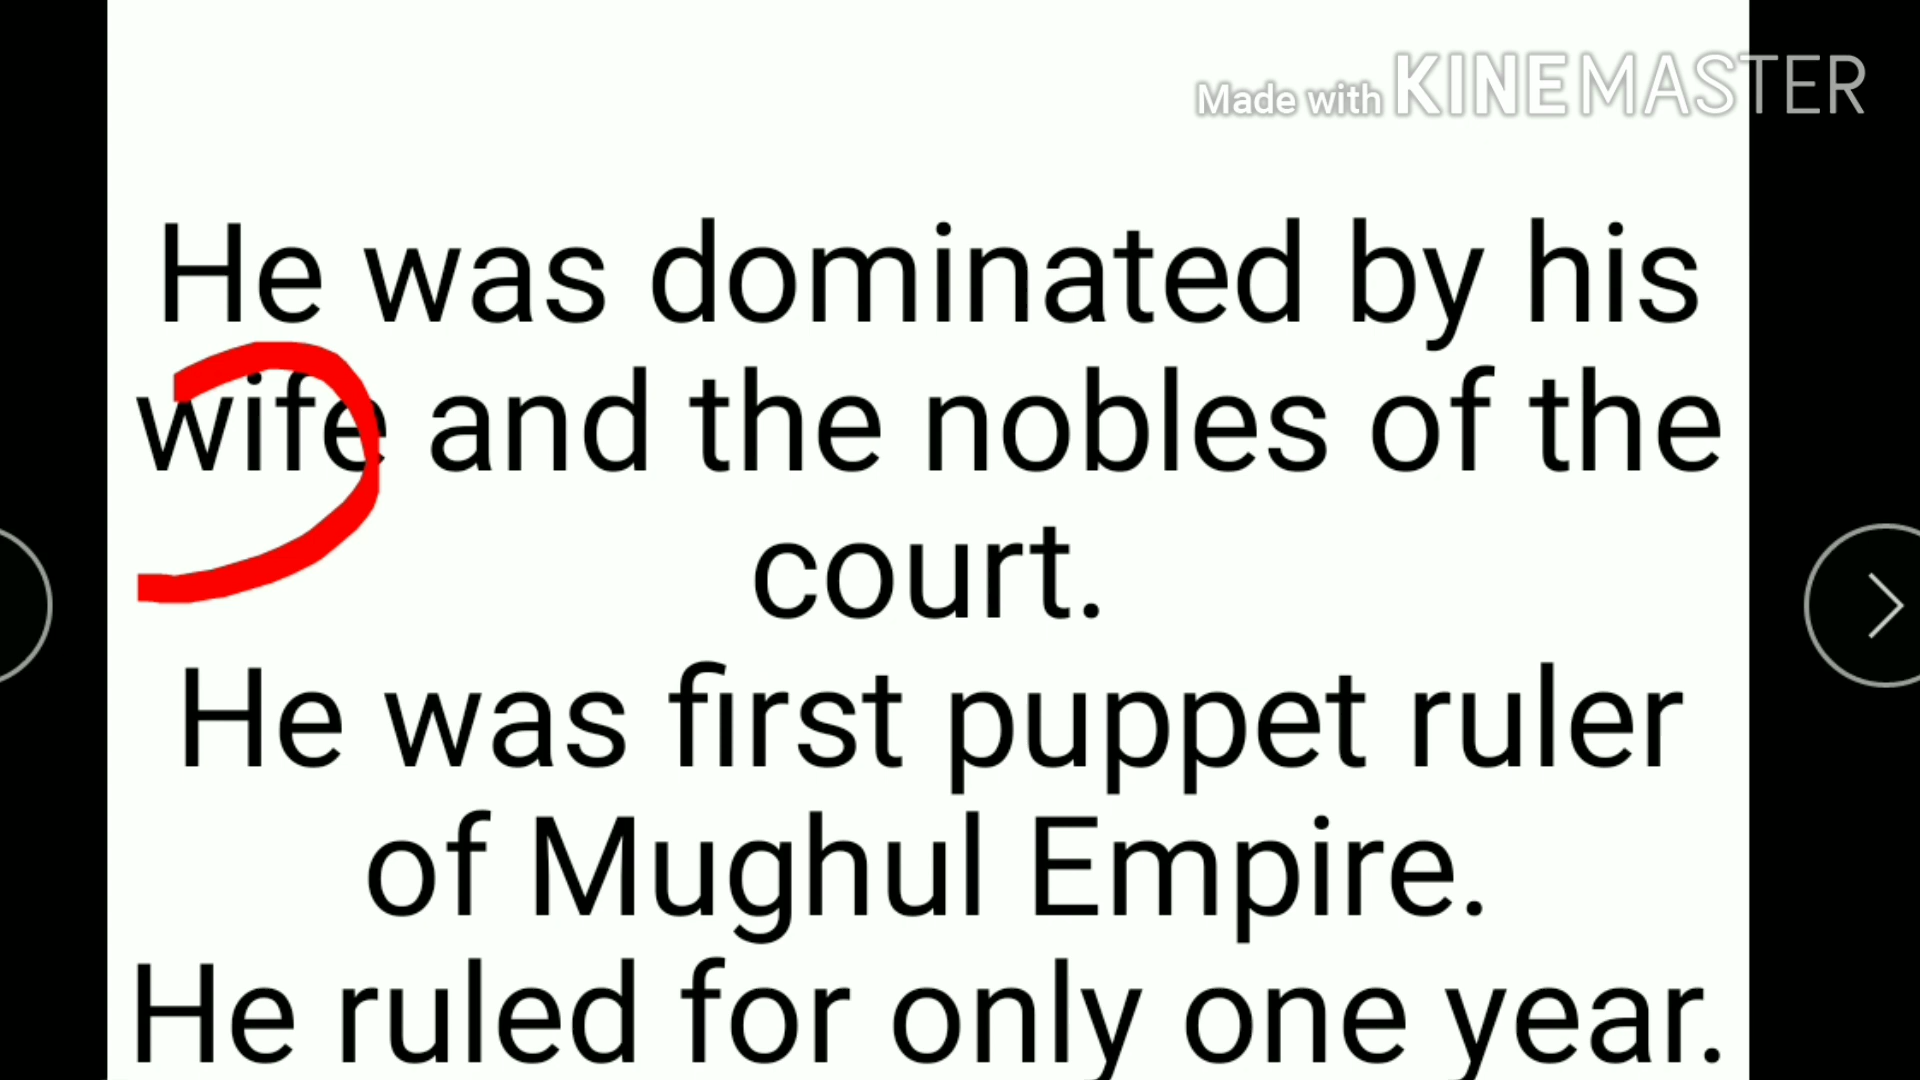 Made with KINEMASTER
He was dominated by his
wife and the nobles of the
court.
He was first puppet ruler
of Mughul Empire.
He ruled for only one year.